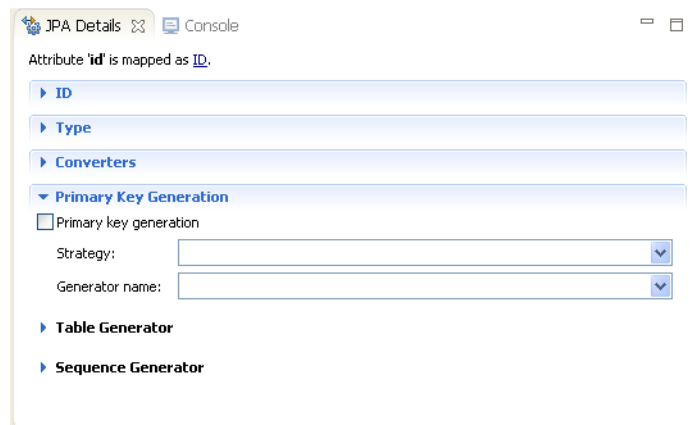 JPA Details Console
Attribute 'id' is mapped as ID.
ID
Type
Converters
Primary Key Generation
Primary key generation
Strategy:
Generator name:
Table Generator
Sequence Generator